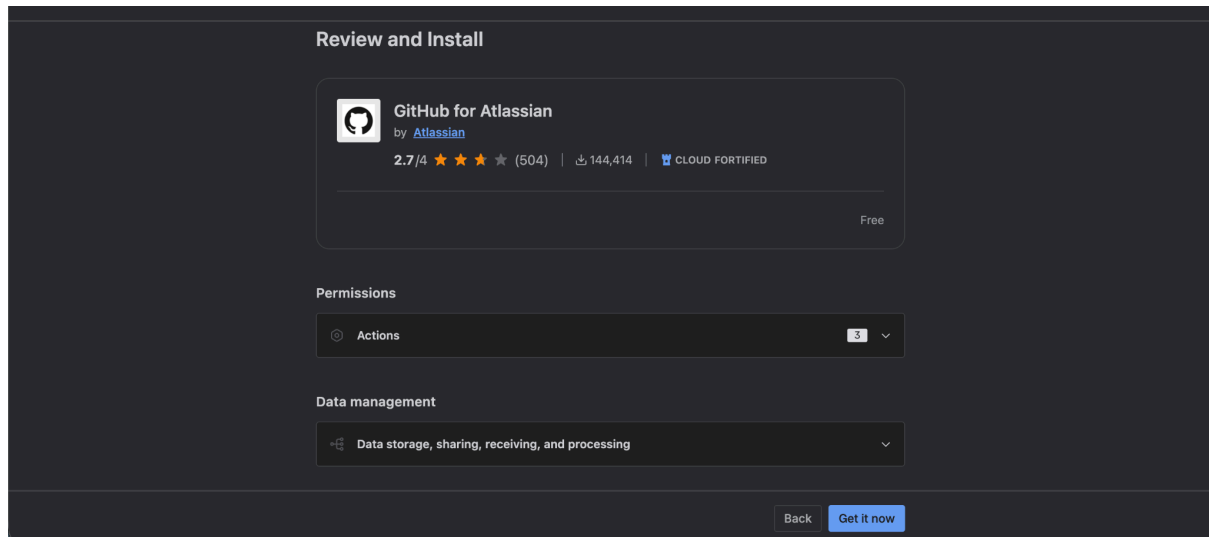 Review and Install
GitHub for Atlassian
by Atlassian
2.7/4 (504) | 144,414 | CLOUD FORTIFIED
Free
Permissions
Actions 3
Data management
Data storage, sharing, receiving, and processing
Back Get it now